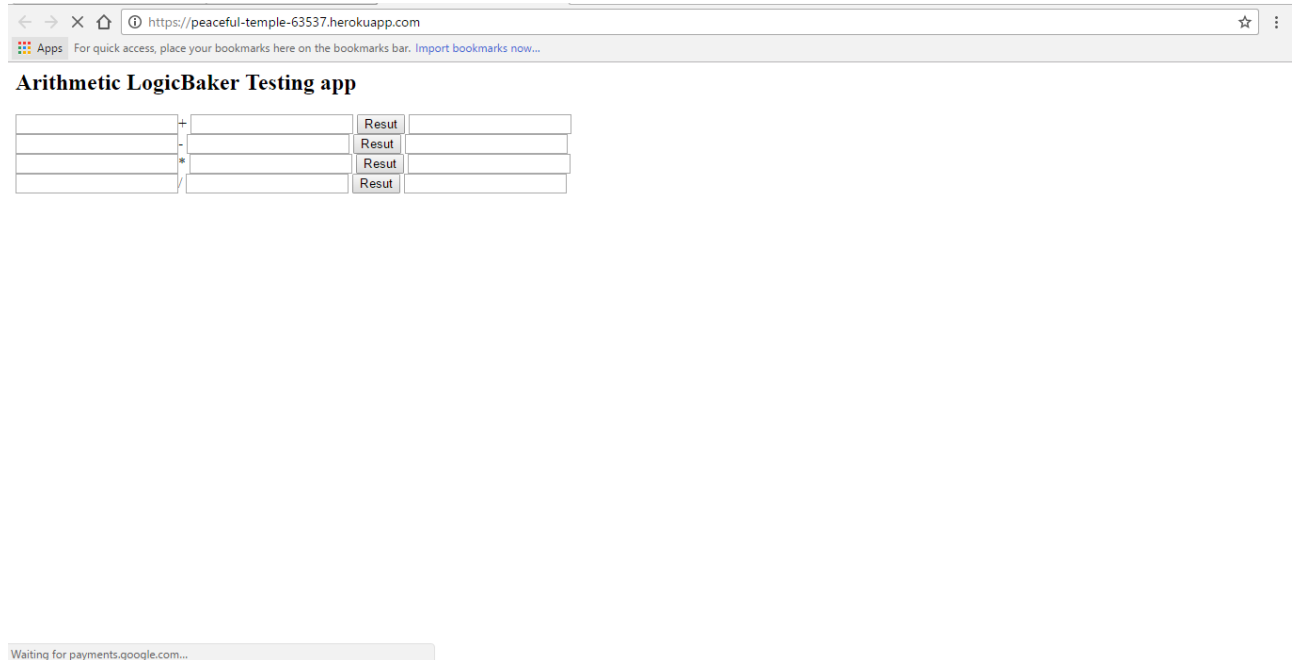 https://peaceful-temple-63537.herokuapp.com
Apps For quick access, place your bookmarks here on the bookmarks bar. Import bookmarks now...
Arithmetic LogicBaker Testing app
+ Resut
- Resut
* Resut
/ Resut
Waiting for payments.google.com...